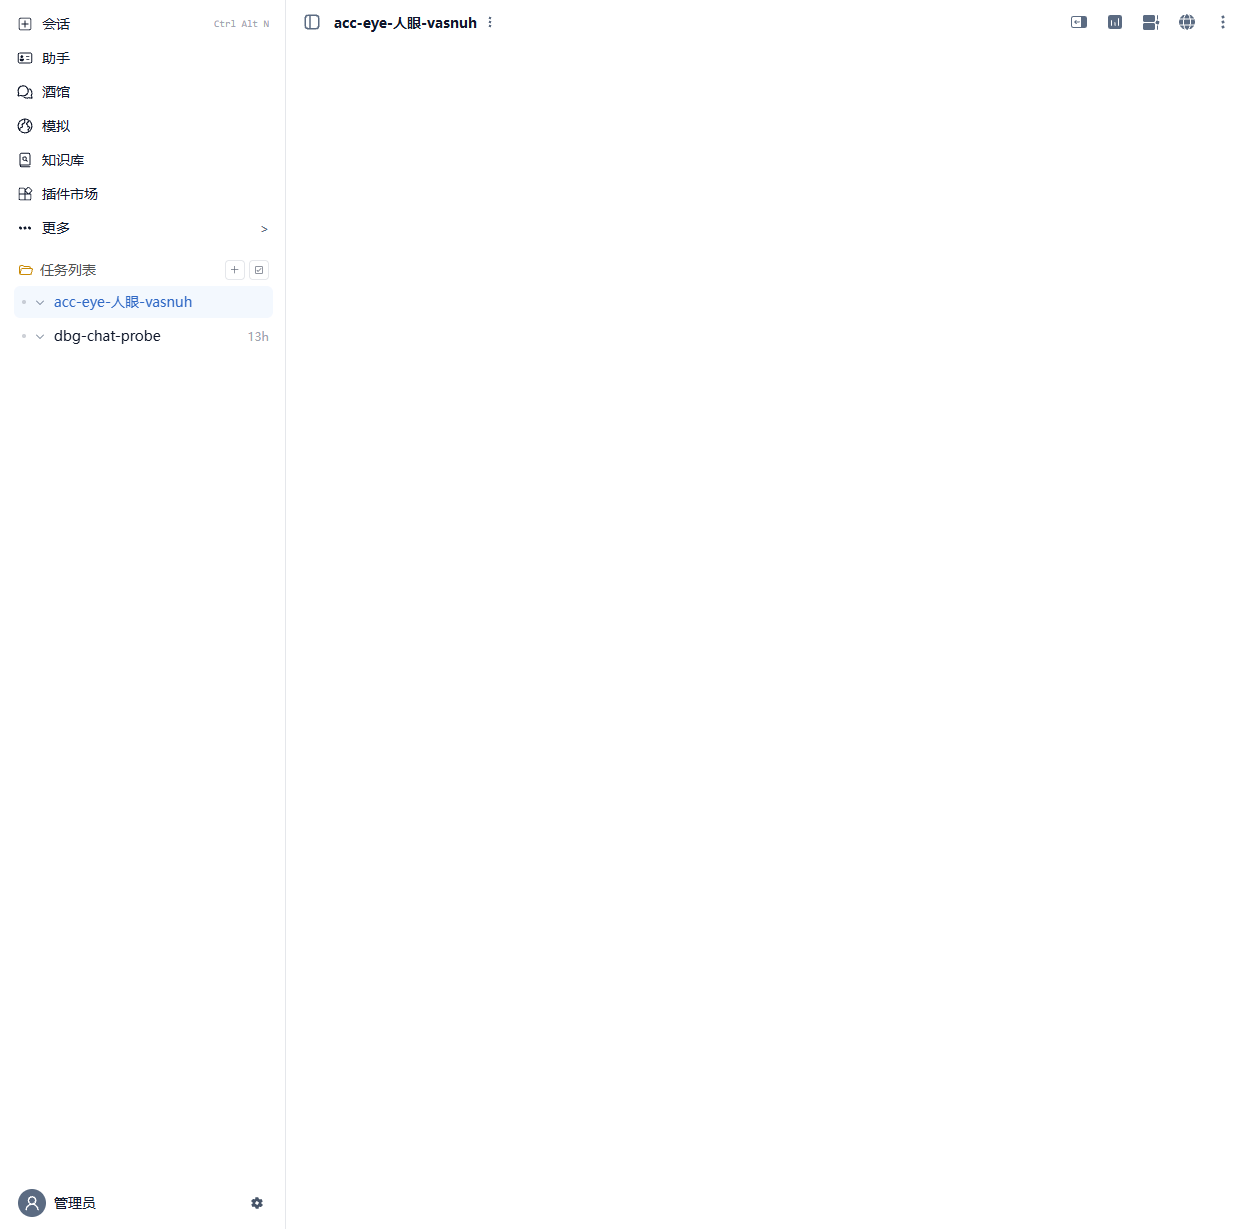 会话 Ctrl Alt N
助手
酒馆
模拟
知识库
插件市场
更多 >
任务列表
acc-eye-人眼-vasnuh
dbg-chat-probe 13h
管理员
acc-eye-人眼-vasnuh